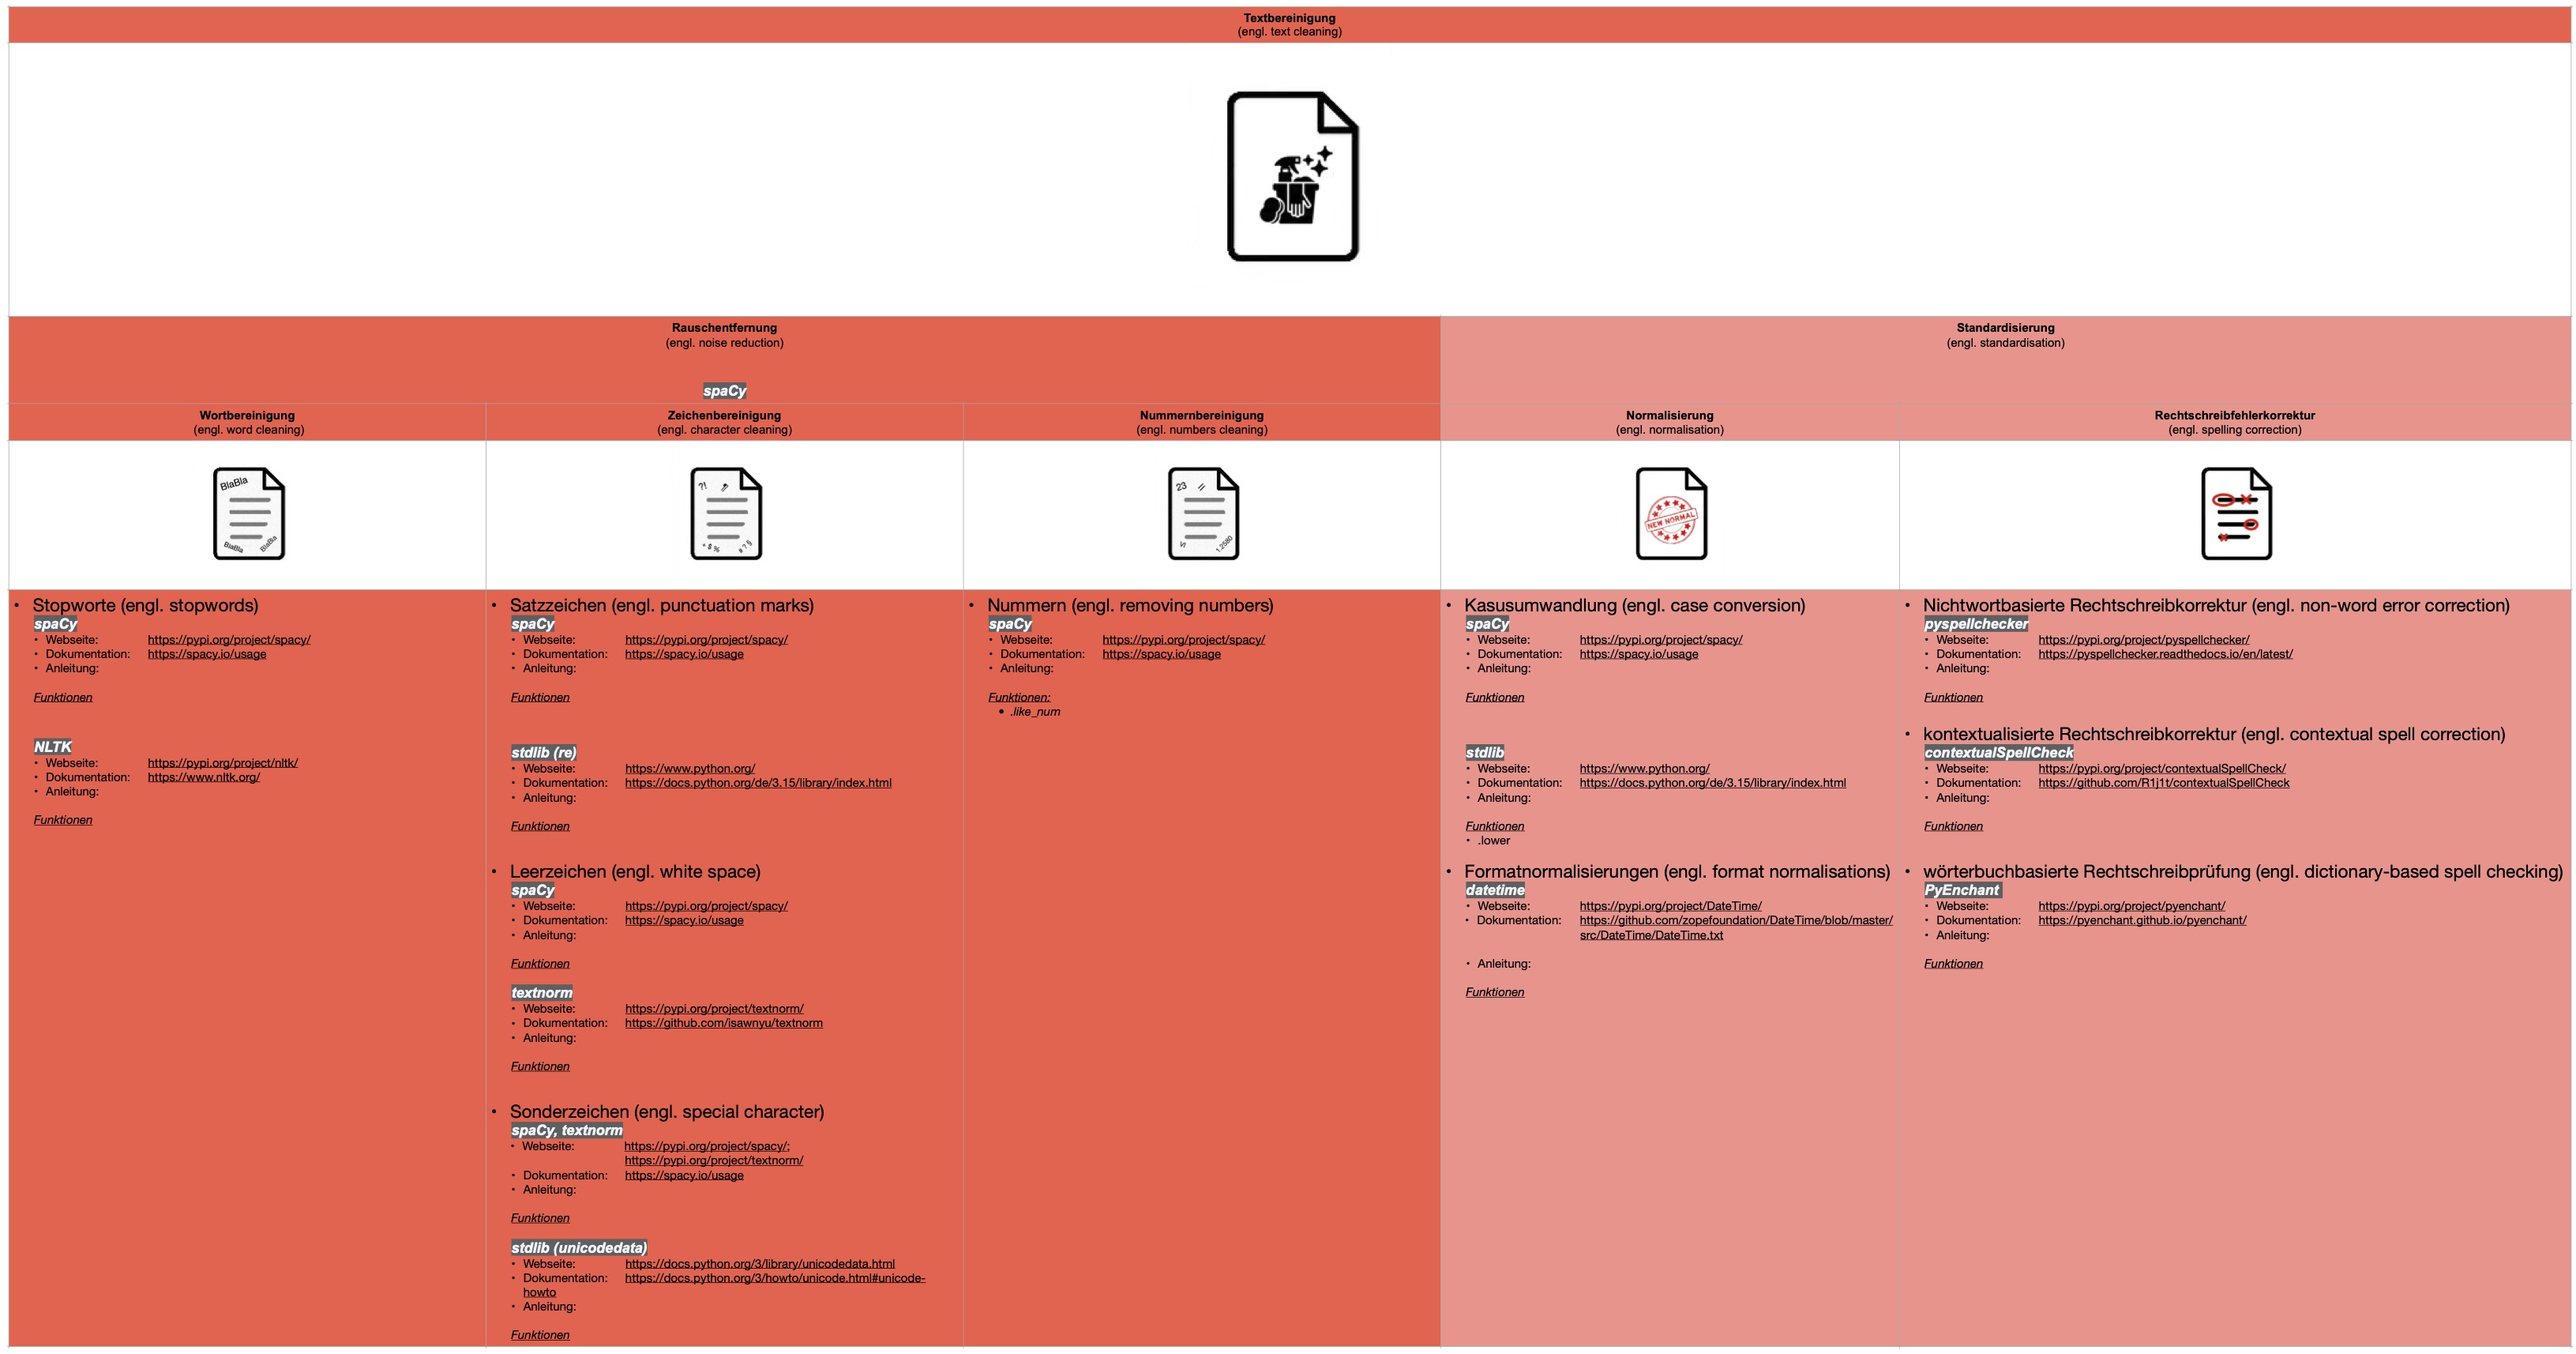 Textbereinigung
(engl. text cleaning)
Rauschentfernung
(engl. noise reduction)
spaCy
Standardisierung
(engl. standardisation)
Wortbereinigung
(engl. word cleaning)
Zeichenbereinigung
(engl. character cleaning)
Nummernbereinigung
(engl. numbers cleaning)
Normalisierung
(engl. normalisation)
Rechtschreibfehlerkorrektur
(engl. spelling correction)
BlaBla
BlaBla
BlaBla
?!
+ $ %
# ? §
23
=
1,2580
NEW NORMAL
• Stopworte (engl. stopwords)
spaCy
• Webseite: https://pypi.org/project/spacy/
• Dokumentation: https://spacy.io/usage
• Anleitung:
Funktionen
NLTK
• Webseite: https://pypi.org/project/nltk/
• Dokumentation: https://www.nltk.org/
• Anleitung:
Funktionen
• Satzzeichen (engl. punctuation marks)
spaCy
• Webseite: https://pypi.org/project/spacy/
• Dokumentation: https://spacy.io/usage
• Anleitung:
Funktionen
stdlib (re)
• Webseite: https://www.python.org/
• Dokumentation: https://docs.python.org/de/3.15/library/index.html
• Anleitung:
Funktionen
• Leerzeichen (engl. white space)
spaCy
• Webseite: https://pypi.org/project/spacy/
• Dokumentation: https://spacy.io/usage
• Anleitung:
Funktionen
textnorm
• Webseite: https://pypi.org/project/textnorm/
• Dokumentation: https://github.com/isawnyu/textnorm
• Anleitung:
Funktionen
• Sonderzeichen (engl. special character)
spaCy, textnorm
• Webseite: https://pypi.org/project/spacy/;
https://pypi.org/project/textnorm/
• Dokumentation: https://spacy.io/usage
• Anleitung:
Funktionen
stdlib (unicodedata)
• Webseite: https://docs.python.org/3/library/unicodedata.html
• Dokumentation: https://docs.python.org/3/howto/unicode.html#unicode-
howto
• Anleitung:
Funktionen
• Nummern (engl. removing numbers)
spaCy
• Webseite: https://pypi.org/project/spacy/
• Dokumentation: https://spacy.io/usage
• Anleitung:
Funktionen:
• .like_num
• Kasusumwandlung (engl. case conversion)
spaCy
• Webseite: https://pypi.org/project/spacy/
• Dokumentation: https://spacy.io/usage
• Anleitung:
Funktionen
stdlib
• Webseite: https://www.python.org/
• Dokumentation: https://docs.python.org/de/3.15/library/index.html
• Anleitung:
Funktionen
• .lower
• Formatnormalisierungen (engl. format normalisations)
datetime
• Webseite: https://pypi.org/project/DateTime/
• Dokumentation: https://github.com/zopefoundation/DateTime/blob/master/
src/DateTime/DateTime.txt
• Anleitung:
Funktionen
• Nichtwortbasierte Rechtschreibkorrektur (engl. non-word error correction)
pyspellchecker
• Webseite: https://pypi.org/project/pyspellchecker/
• Dokumentation: https://pyspellchecker.readthedocs.io/en/latest/
• Anleitung:
Funktionen
• kontextualisierte Rechtschreibkorrektur (engl. contextual spell correction)
contextualSpellCheck
• Webseite: https://pypi.org/project/contextualSpellCheck/
• Dokumentation: https://github.com/R1j1t/contextualSpellCheck
• Anleitung:
Funktionen
• wörterbuchbasierte Rechtschreibprüfung (engl. dictionary-based spell checking)
PyEnchant
• Webseite: https://pypi.org/project/pyenchant/
• Dokumentation: https://pyenchant.github.io/pyenchant/
• Anleitung:
Funktionen